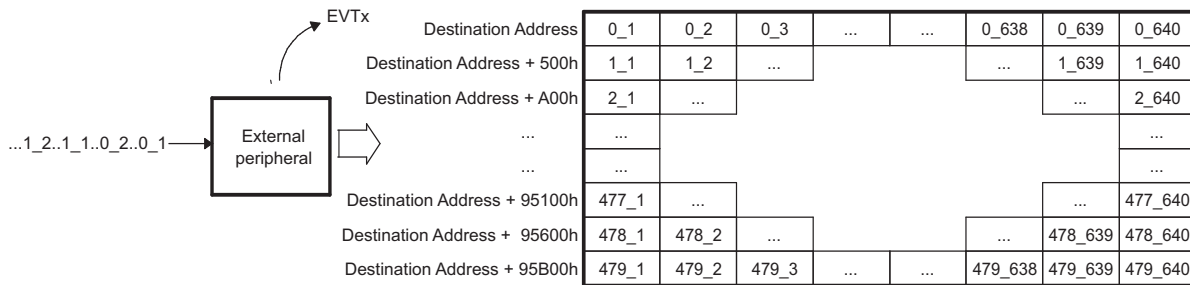 EVTx
Destination Address 0_1 0_2 0_3 ... ... 0_638 0_639 0_640
Destination Address + 500h 1_1 1_2 ... ... 1_639 1_640
Destination Address + A00h 2_1 ... ... 2_640
... ... ...
...1_2..1_1..0_2..0_1
External
peripheral
... ... ...
Destination Address + 95100h 477_1 ... ... 477_640
Destination Address + 95600h 478_1 478_2 ... ... 478_639 478_640
Destination Address + 95B00h 479_1 479_2 479_3 ... ... 479_638 479_639 479_640